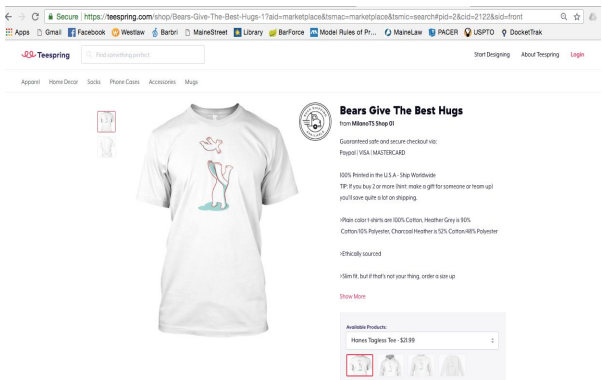 Secure | https://teespring.com/shop/Bears-Give-The-Best-Hugs-1?aid=marketplace&tsmac=marketplace&tsmic=search#pid=2&cid=2122&sid=front
Apps Gmail Facebook Westlaw Barbri MaineStreet Library BarForce Model Rules of Pr... MaineLaw PACER USPTO DocketTrak
Teespring Find something perfect Start Designing About Teespring Login
Apparel Home Decor Socks Phone Cases Accessories Mugs
Bears Give The Best Hugs
from MilanoTS Shop 01
Guaranteed safe and secure checkout via:
Paypal | VISA | MASTERCARD
100% Printed in the U.S.A - Ship Worldwide
TIP: If you buy 2 or more (hint: make a gift for someone or team up)
you'll save quite a lot on shipping.
>Plain color t-shirts are 100% Cotton, Heather Grey is 90%
Cotton/10% Polyester, Charcoal Heather is 52% Cotton/48% Polyester
>Ethically sourced
>Slim fit, but if that's not your thing, order a size up
Show More
Available Products:
Hanes Tagless Tee - $21.99